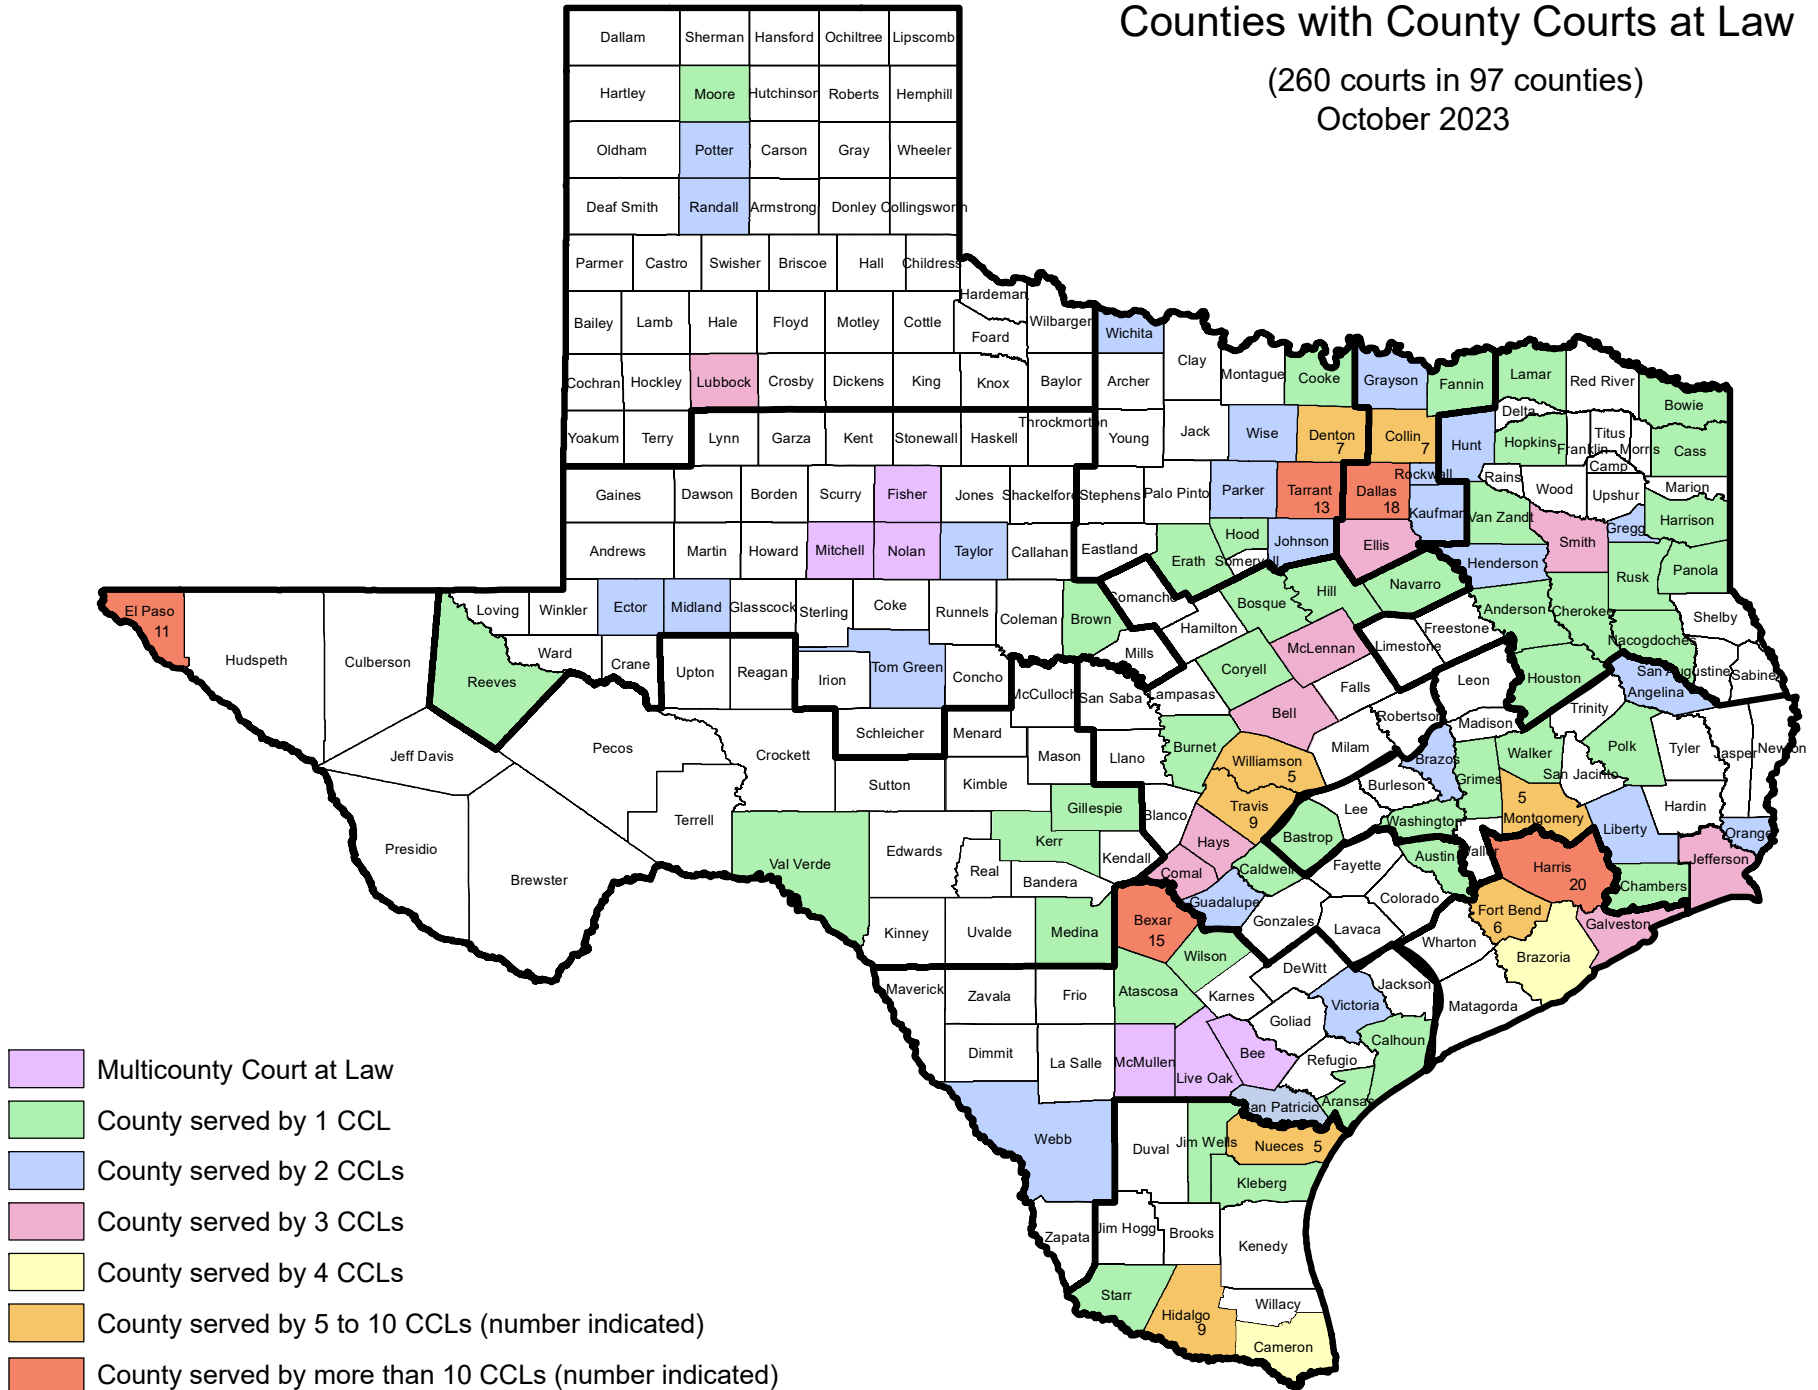 Counties with County Courts at Law
(260 courts in 97 counties)
October 2023
Dallam Sherman Hansford Ochiltree Lipscomb
Hartley Moore Hutchinson Roberts Hemphill
Oldham Potter Carson Gray Wheeler
Deaf Smith Randall Armstrong Donley Collingsworth
Parmer Castro Swisher Briscoe Hall Childress
Hardeman
Bailey Lamb Hale Floyd Motley Cottle Foard Wilbarger Wichita
Clay Montague Cooke Grayson Fannin Lamar Red River Bowie
Cochran Hockley Lubbock Crosby Dickens King Knox Baylor Archer
Delta
Yoakum Terry Lynn Garza Kent Stonewall Haskell Throckmorton Young Jack Wise Denton 7 Collin 7 Hunt Hopkins Franklin Titus Morris Cass
Camp
Gaines Dawson Borden Scurry Fisher Jones Shackelford Stephens Palo Pinto Parker Tarrant 13 Dallas 18 Rockwall Rains Wood Upshur Marion
Kaufman Van Zandt Gregg Harrison
Andrews Martin Howard Mitchell Nolan Taylor Callahan Eastland Erath Hood Somervell Johnson Ellis Henderson Smith Rusk Panola
El Paso 11 Hudspeth Culberson Reeves Loving Winkler Ector Midland Glasscock Sterling Coke Runnels Coleman Brown Comanche Bosque Hill Navarro Anderson Cherokee Shelby
Nacogdoches
Hamilton Freestone
Ward Crane Upton Reagan Irion Tom Green Concho McCulloch San Saba Mills Lampasas Coryell McLennan Limestone Leon Houston San Augustine Sabine
Angelina
Falls Bell Robertson Madison Trinity
Jeff Davis Pecos Crockett Schleicher Menard Mason Llano Burnet Williamson 5 Milam Brazos Grimes Walker San Jacinto Polk Tyler Jasper Newton
Sutton Kimble Burleson
Presidio Brewster Terrell Val Verde Edwards Gillespie Kerr Blanco Travis 9 Lee Washington 5 Montgomery Liberty Hardin Orange
Real Bandera Kendall Hays Comal Caldwell Bastrop Fayette Austin Waller Harris 20 Chambers Jefferson
Kinney Uvalde Medina Bexar 15 Guadalupe Gonzales Lavaca Colorado Wharton Fort Bend 6 Galveston
Brazoria
Wilson DeWitt Jackson Matagorda
Maverick Zavala Frio Atascosa Karnes Goliad Victoria Calhoun
Dimmit La Salle McMullen Live Oak Bee Refugio Aransas
San Patricio
Webb Duval Jim Wells Nueces 5
Kleberg
Zapata Jim Hogg Brooks Kenedy
Starr Hidalgo 9 Willacy
Cameron
Multicounty Court at Law
County served by 1 CCL
County served by 2 CCLs
County served by 3 CCLs
County served by 4 CCLs
County served by 5 to 10 CCLs (number indicated)
County served by more than 10 CCLs (number indicated)